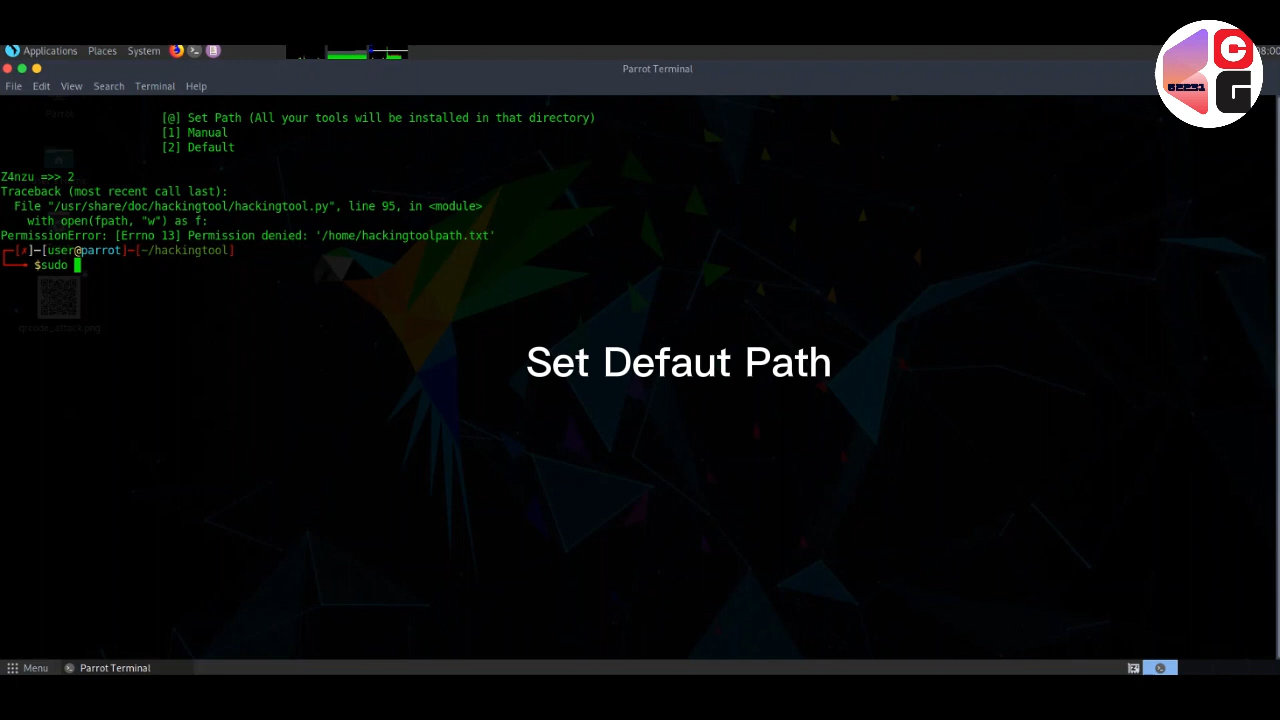 Applications Places System
Parrot Terminal
File Edit View Search Terminal Help
[@] Set Path (All your tools will be installed in that directory)
[1] Manual
[2] Default
Z4nzu =>> 2
Traceback (most recent call last):
File "/usr/share/doc/hackingtool/hackingtool.py", line 95, in <module>
with open(fpath, "w") as f:
PermissionError: [Errno 13] Permission denied: '/home/hackingtoolpath.txt'
┌─[✗]─[user@parrot]─[~/hackingtool]
└──╼ $sudo
qrcode_attack.png
Set Defaut Path
C
G
Menu Parrot Terminal